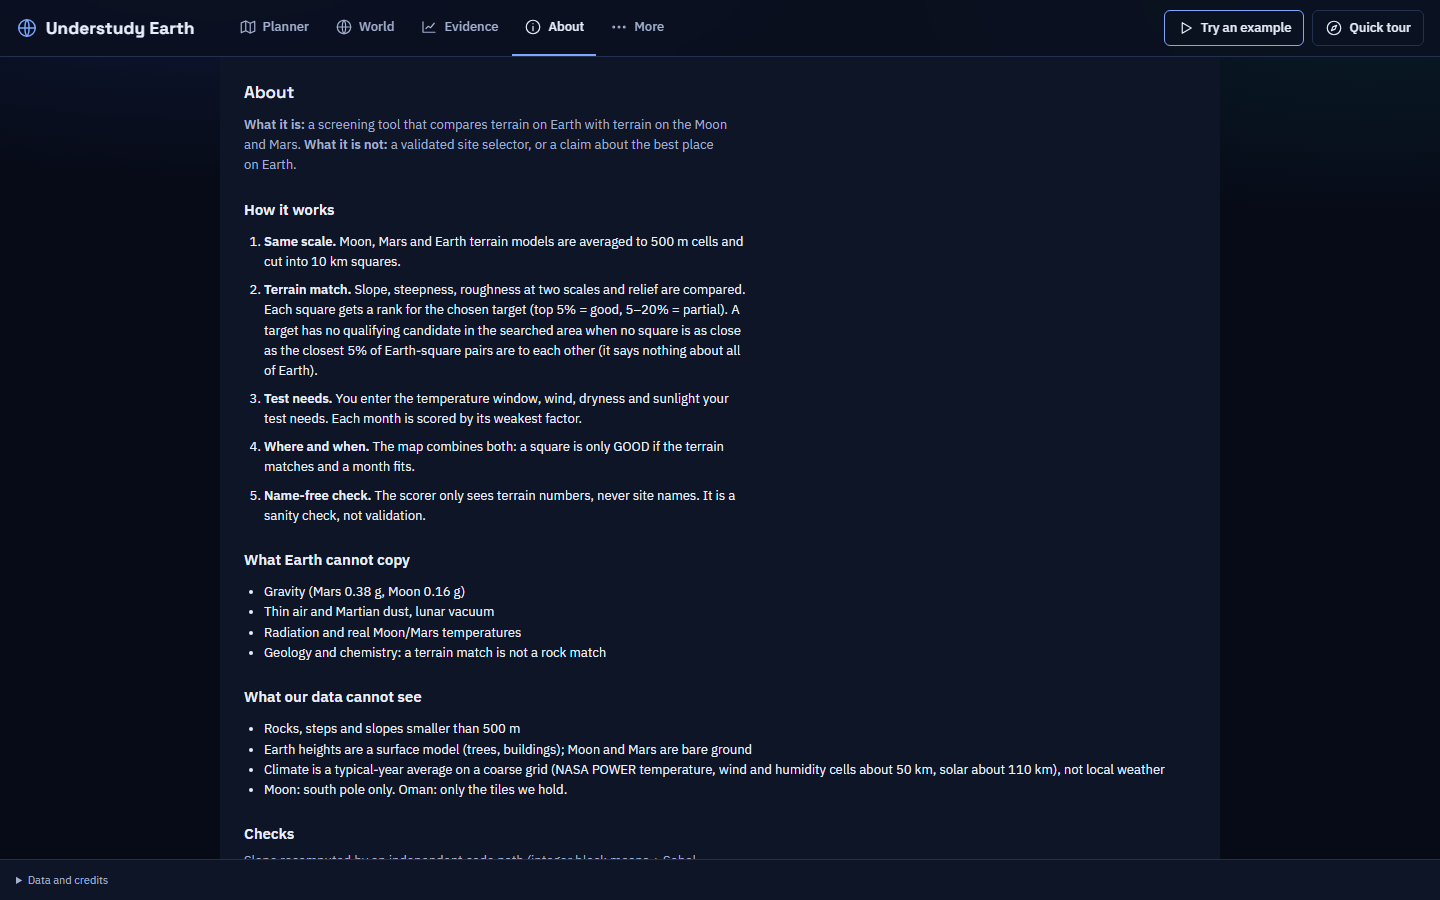 Understudy Earth
Planner
World
Evidence
About
More
Try an example
Quick tour
About
What it is: a screening tool that compares terrain on Earth with terrain on the Moon
and Mars. What it is not: a validated site selector, or a claim about the best place
on Earth.
How it works
1. Same scale. Moon, Mars and Earth terrain models are averaged to 500 m cells and
cut into 10 km squares.
2. Terrain match. Slope, steepness, roughness at two scales and relief are compared.
Each square gets a rank for the chosen target (top 5% = good, 5–20% = partial). A
target has no qualifying candidate in the searched area when no square is as close
as the closest 5% of Earth-square pairs are to each other (it says nothing about all
of Earth).
3. Test needs. You enter the temperature window, wind, dryness and sunlight your
test needs. Each month is scored by its weakest factor.
4. Where and when. The map combines both: a square is only GOOD if the terrain
matches and a month fits.
5. Name-free check. The scorer only sees terrain numbers, never site names. It is a
sanity check, not validation.
What Earth cannot copy
• Gravity (Mars 0.38 g, Moon 0.16 g)
• Thin air and Martian dust, lunar vacuum
• Radiation and real Moon/Mars temperatures
• Geology and chemistry: a terrain match is not a rock match
What our data cannot see
• Rocks, steps and slopes smaller than 500 m
• Earth heights are a surface model (trees, buildings); Moon and Mars are bare ground
• Climate is a typical-year average on a coarse grid (NASA POWER temperature, wind and humidity cells about 50 km, solar about 110 km), not local weather
• Moon: south pole only. Oman: only the tiles we hold.
Checks
Data and credits